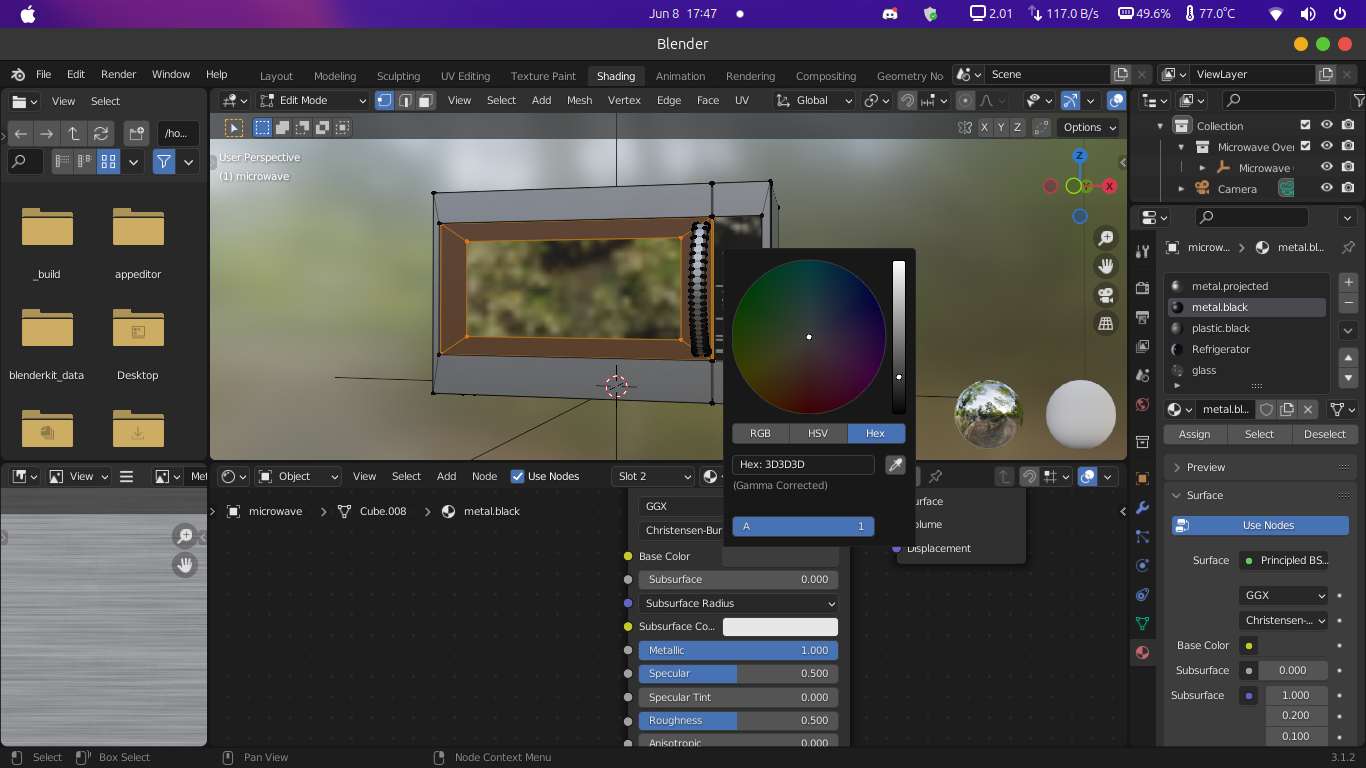 Jun 8 17:47
2.01
117.0 B/s
49.6%
77.0°C
Blender
File Edit Render Window Help
Layout Modeling Sculpting UV Editing Texture Paint Shading Animation Rendering Compositing Geometry No
Scene
ViewLayer
View Select
Edit Mode
View Select Add Mesh Vertex Edge Face UV
Global
/ho...
X Y Z
Options
User Perspective
(1) microwave
Z
X
_build
appeditor
blenderkit_data
Desktop
Collection
Microwave Over
Microwave
Camera
microw...
metal.bl...
metal.projected
metal.black
plastic.black
Refrigerator
glass
metal.bl...
Assign Select Deselect
Preview
Surface
Use Nodes
Surface
Principled BS...
GGX
Christensen-...
Base Color
Subsurface
0.000
Subsurface
1.000
0.200
0.100
RGB HSV Hex
Hex: 3D3D3D
(Gamma Corrected)
A 1
View
Met
Object
View Select Add Node
Use Nodes
Slot 2
microwave
Cube.008
metal.black
GGX
Christensen-Bur
Base Color
Subsurface 0.000
Subsurface Radius
Subsurface Co...
Metallic 1.000
Specular 0.500
Specular Tint 0.000
Roughness 0.500
Anisotropic 0.000
urface
olume
Displacement
Select
Box Select
Pan View
Node Context Menu
3.1.2